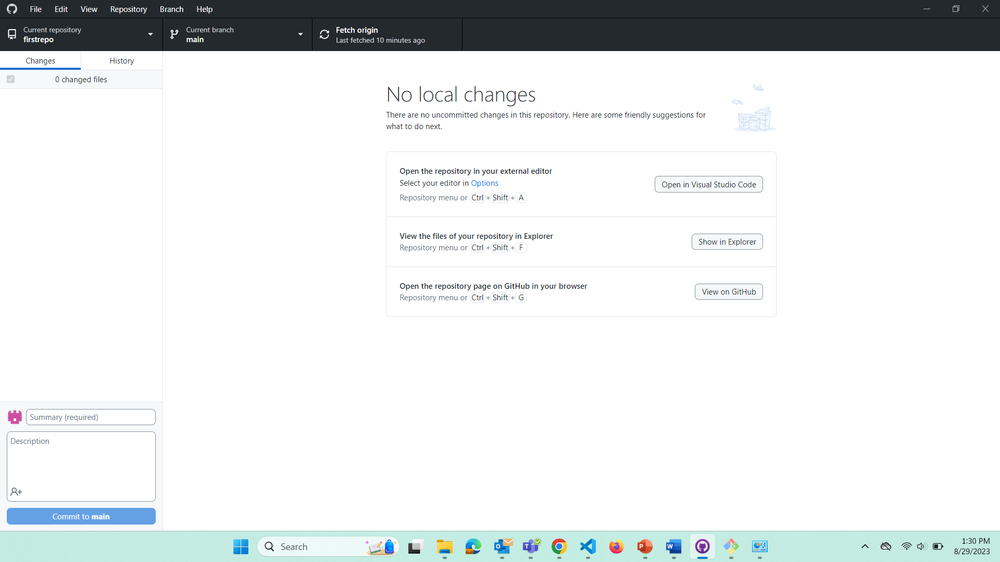 File Edit View Repository Branch Help
Current repository
firstrepo
Current branch
main
Fetch origin
Last fetched 10 minutes ago
Changes
History
0 changed files
No local changes
There are no uncommitted changes in this repository. Here are some friendly suggestions for
what to do next.
Open the repository in your external editor
Select your editor in Options
Repository menu or Ctrl + Shift + A
Open in Visual Studio Code
View the files of your repository in Explorer
Repository menu or Ctrl + Shift + F
Show in Explorer
Open the repository page on GitHub in your browser
Repository menu or Ctrl + Shift + G
View on GitHub
Summary (required)
Description
Commit to main
Search
1:30 PM
8/29/2023